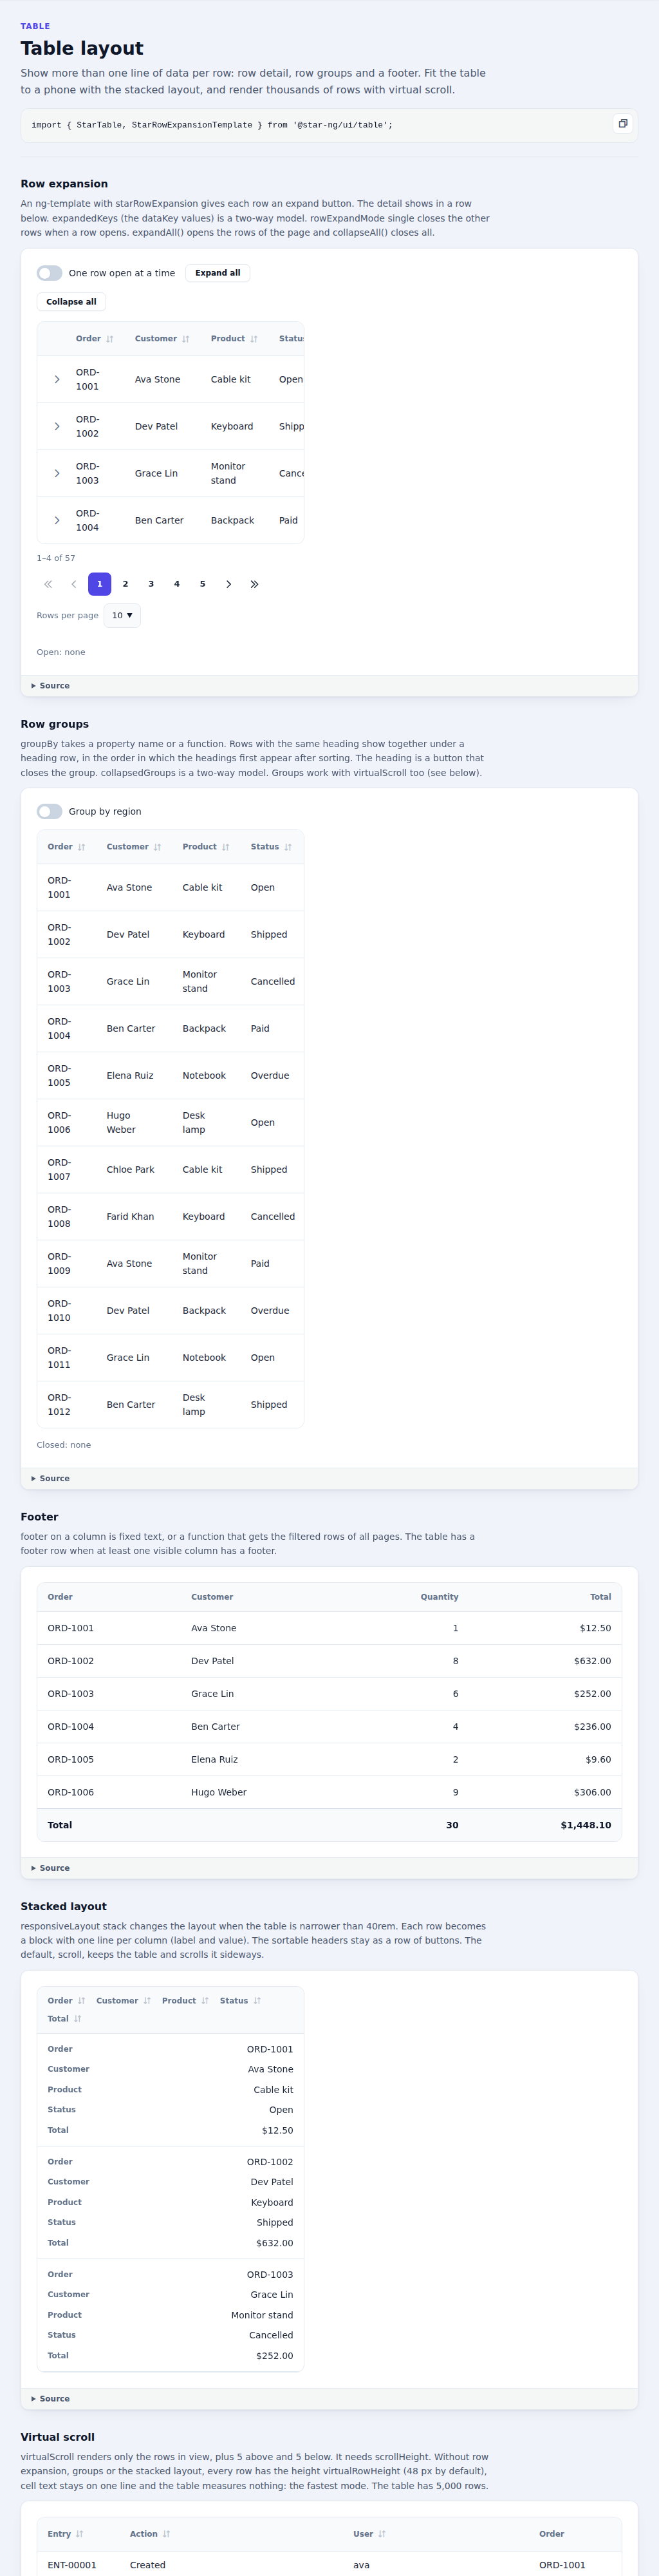 TABLE
Table layout
Show more than one line of data per row: row detail, row groups and a footer. Fit the table
to a phone with the stacked layout, and render thousands of rows with virtual scroll.
import { StarTable, StarRowExpansionTemplate } from '@star-ng/ui/table';
Row expansion
An ng-template with starRowExpansion gives each row an expand button. The detail shows in a row
below. expandedKeys (the dataKey values) is a two-way model. rowExpandMode single closes the other
rows when a row opens. expandAll() opens the rows of the page and collapseAll() closes all.
One row open at a time Expand all
Collapse all
Order Customer Product Status
ORD-
1001 Ava Stone Cable kit Open
ORD-
1002 Dev Patel Keyboard Shipp
ORD-
1003 Grace Lin Monitor
stand Cance
ORD-
1004 Ben Carter Backpack Paid
1–4 of 57
1 2 3 4 5
Rows per page 10
Open: none
Source
Row groups
groupBy takes a property name or a function. Rows with the same heading show together under a
heading row, in the order in which the headings first appear after sorting. The heading is a button that
closes the group. collapsedGroups is a two-way model. Groups work with virtualScroll too (see below).
Group by region
Order Customer Product Status
ORD-
1001 Ava Stone Cable kit Open
ORD-
1002 Dev Patel Keyboard Shipped
ORD-
1003 Grace Lin Monitor
stand Cancelled
ORD-
1004 Ben Carter Backpack Paid
ORD-
1005 Elena Ruiz Notebook Overdue
ORD-
1006 Hugo
Weber Desk
lamp Open
ORD-
1007 Chloe Park Cable kit Shipped
ORD-
1008 Farid Khan Keyboard Cancelled
ORD-
1009 Ava Stone Monitor
stand Paid
ORD-
1010 Dev Patel Backpack Overdue
ORD-
1011 Grace Lin Notebook Open
ORD-
1012 Ben Carter Desk
lamp Shipped
Closed: none
Source
Footer
footer on a column is fixed text, or a function that gets the filtered rows of all pages. The table has a
footer row when at least one visible column has a footer.
Order Customer Quantity Total
ORD-1001 Ava Stone 1 $12.50
ORD-1002 Dev Patel 8 $632.00
ORD-1003 Grace Lin 6 $252.00
ORD-1004 Ben Carter 4 $236.00
ORD-1005 Elena Ruiz 2 $9.60
ORD-1006 Hugo Weber 9 $306.00
Total 30 $1,448.10
Source
Stacked layout
responsiveLayout stack changes the layout when the table is narrower than 40rem. Each row becomes
a block with one line per column (label and value). The sortable headers stay as a row of buttons. The
default, scroll, keeps the table and scrolls it sideways.
Order Customer Product Status
Total
Order ORD-1001
Customer Ava Stone
Product Cable kit
Status Open
Total $12.50
Order ORD-1002
Customer Dev Patel
Product Keyboard
Status Shipped
Total $632.00
Order ORD-1003
Customer Grace Lin
Product Monitor stand
Status Cancelled
Total $252.00
Source
Virtual scroll
virtualScroll renders only the rows in view, plus 5 above and 5 below. It needs scrollHeight. Without row
expansion, groups or the stacked layout, every row has the height virtualRowHeight (48 px by default),
cell text stays on one line and the table measures nothing: the fastest mode. The table has 5,000 rows.
Entry Action User Order
ENT-00001 Created ava ORD-1001